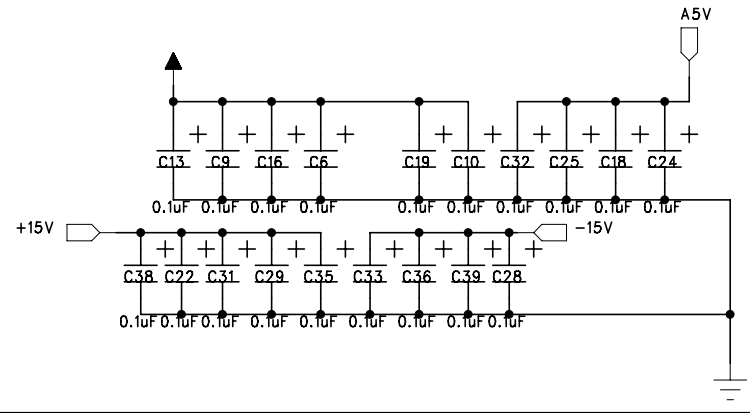 A5V
C13 C9 C16 C6 C19 C10 C32 C25 C18 C24
0.1uF 0.1uF 0.1uF 0.1uF 0.1uF 0.1uF 0.1uF 0.1uF 0.1uF 0.1uF
+15V -15V
C38 C22 C31 C29 C35 C33 C36 C39 C28
0.1uF 0.1uF 0.1uF 0.1uF 0.1uF 0.1uF 0.1uF 0.1uF 0.1uF